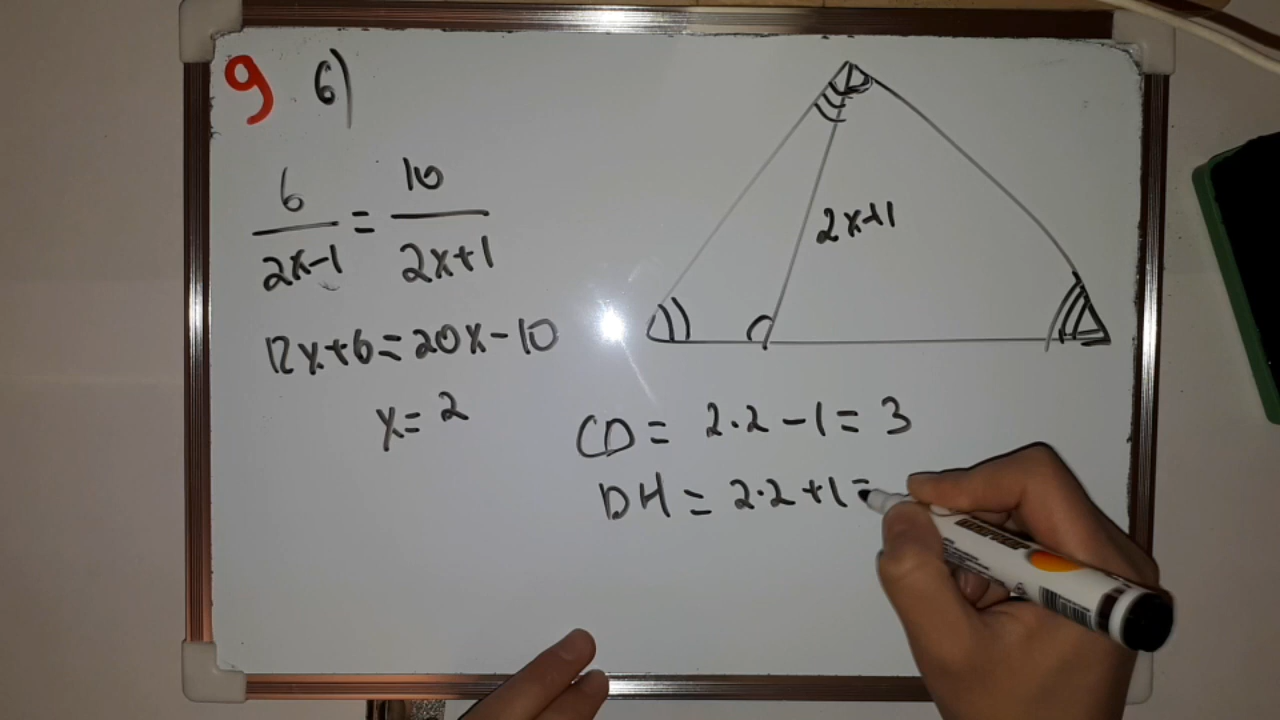 9 б)
6/(2x-1) = 10/(2x+1)
12x+6=20x-10
x=2
2x+1
CD = 2·2-1=3
DH = 2·2+1=